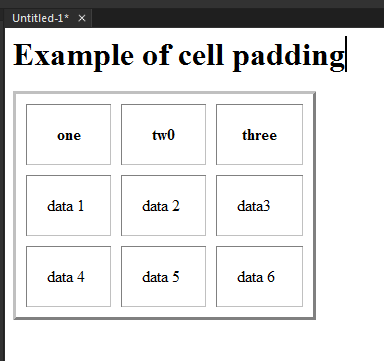 Untitled-1* ×
Example of cell padding
one tw0 three
data 1 data 2 data3
data 4 data 5 data 6